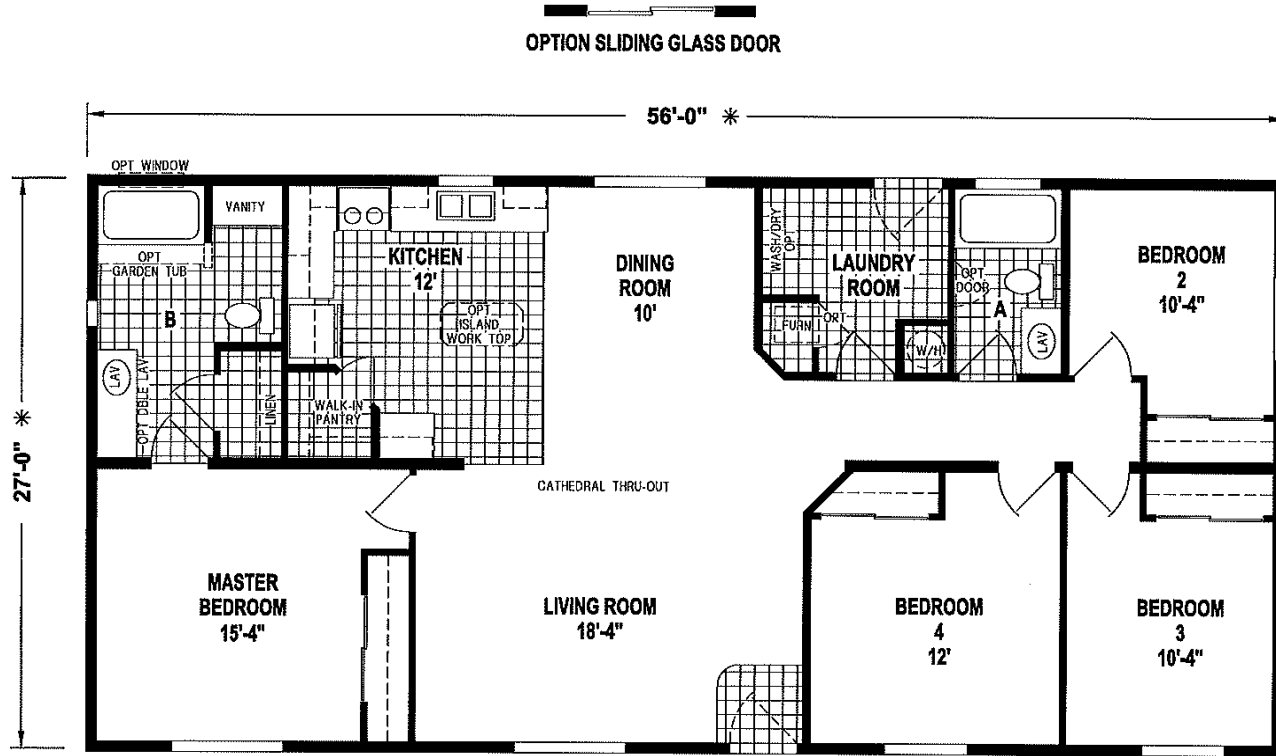 OPTION SLIDING GLASS DOOR
56'-0" ✳
27'-0" ✳
OPT WINDOW
VANITY
OPT
GARDEN TUB
B
LAV
OPT DBLE LAV
LINEN
KITCHEN
12'
OPT
ISLAND
WORK TOP
WALK-IN
PANTRY
DINING
ROOM
10'
WASH/DRY
OPT
LAUNDRY
ROOM
FURN
W/H
OPT
DOOR
A
LAV
BEDROOM
2
10'-4"
CATHEDRAL THRU-OUT
MASTER
BEDROOM
15'-4"
LIVING ROOM
18'-4"
BEDROOM
4
12'
BEDROOM
3
10'-4"